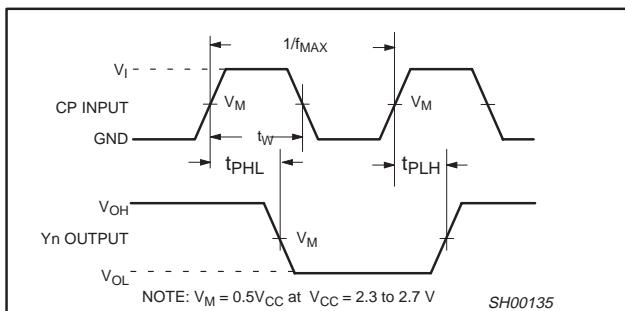 1/fMAX
VI
CP INPUT
VM
VM
GND
tW
tPHL
tPLH
VOH
Yn OUTPUT
VM
VOL
NOTE: VM = 0.5VCC at VCC = 2.3 to 2.7 V
SH00135